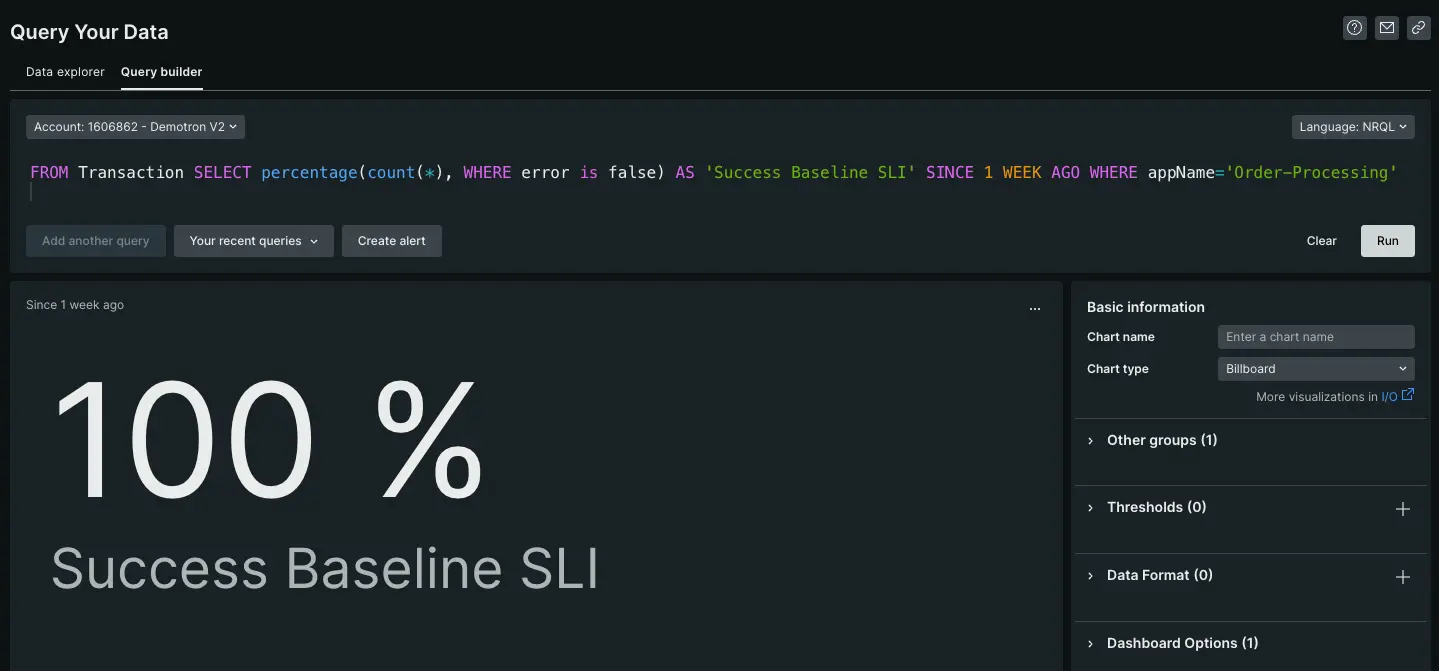 Query Your Data
Data explorer Query builder
Account: 1606862 - Demotron V2 Language: NRQL
FROM Transaction SELECT percentage(count(*), WHERE error is false) AS 'Success Baseline SLI' SINCE 1 WEEK AGO WHERE appName='Order-Processing'
Add another query Your recent queries Create alert Clear Run
Since 1 week ago
...
100 %
Success Baseline SLI
Basic information
Chart name Enter a chart name
Chart type Billboard
More visualizations in I/O
Other groups (1)
Thresholds (0)
Data Format (0)
Dashboard Options (1)